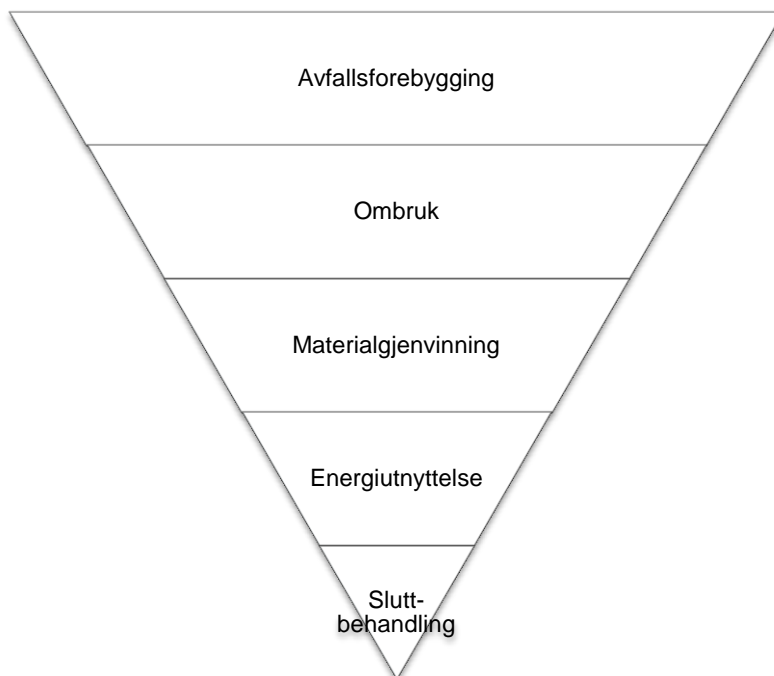 Avfallsforebygging
Ombruk
Materialgjenvinning
Energiutnyttelse
Slutt-
behandling